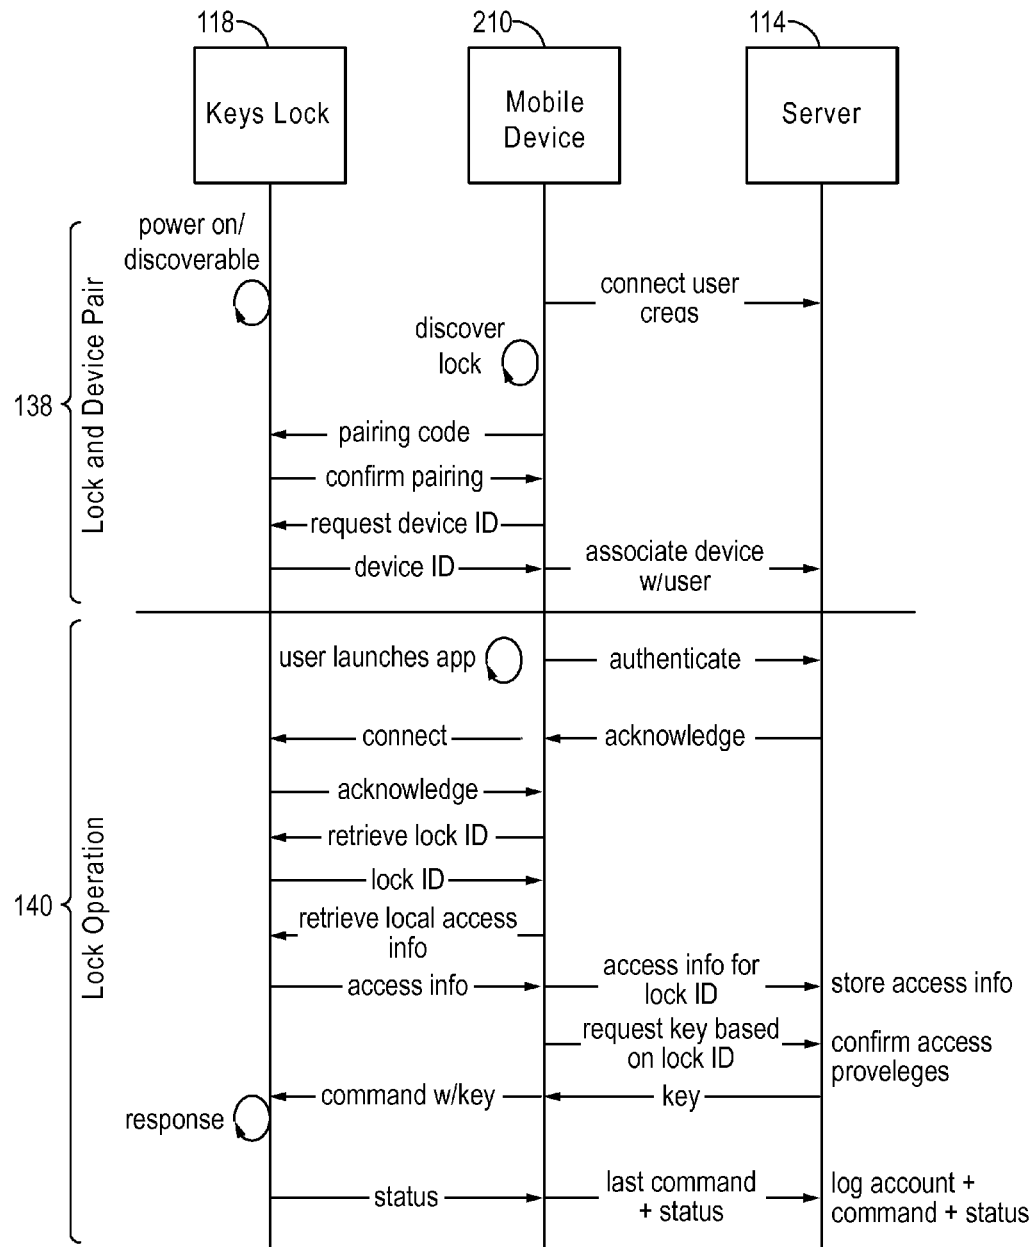 118
210
114
Keys Lock
Mobile
Device
Server
138
Lock and Device Pair
power on/
discoverable
connect user
creds
discover
lock
pairing code
confirm pairing
request device ID
device ID
associate device
w/user
140
Lock Operation
user launches app
authenticate
connect
acknowledge
acknowledge
retrieve lock ID
lock ID
retrieve local access
info
access info
access info for
lock ID
store access info
request key based
on lock ID
confirm access
proveleges
command w/key
key
response
status
last command
+ status
log account +
command + status